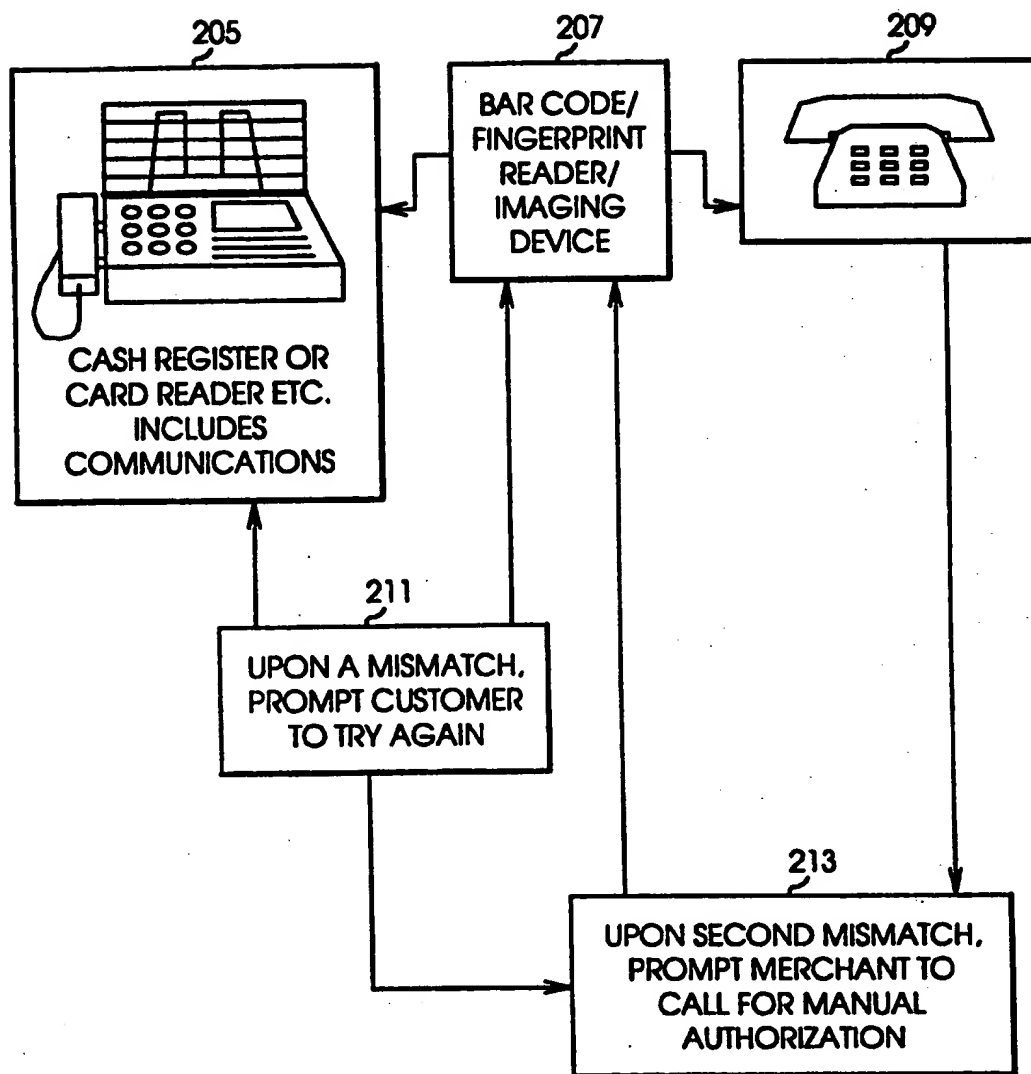 205
207
209
BAR CODE/
FINGERPRINT
READER/
IMAGING
DEVICE
CASH REGISTER OR
CARD READER ETC.
INCLUDES
COMMUNICATIONS
211
UPON A MISMATCH,
PROMPT CUSTOMER
TO TRY AGAIN
213
UPON SECOND MISMATCH,
PROMPT MERCHANT TO
CALL FOR MANUAL
AUTHORIZATION